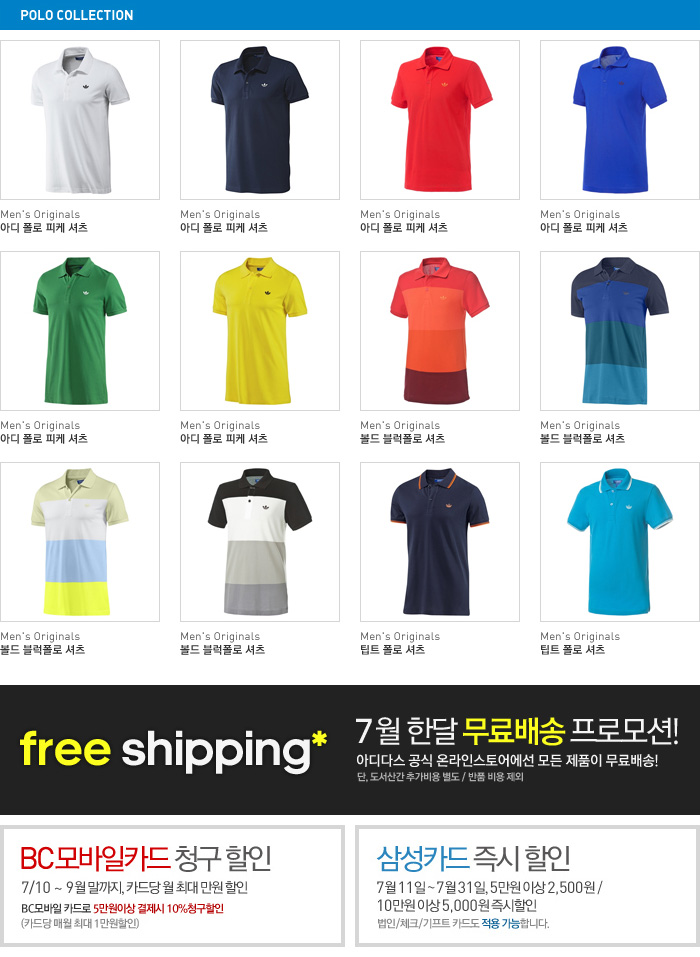 POLO COLLECTION
Men's Originals
아디 폴로 피케 셔츠
Men's Originals
아디 폴로 피케 셔츠
Men's Originals
아디 폴로 피케 셔츠
Men's Originals
아디 폴로 피케 셔츠
Men's Originals
아디 폴로 피케 셔츠
Men's Originals
아디 폴로 피케 셔츠
Men's Originals
볼드 블럭폴로 셔츠
Men's Originals
볼드 블럭폴로 셔츠
Men's Originals
볼드 블럭폴로 셔츠
Men's Originals
볼드 블럭폴로 셔츠
Men's Originals
팁트 폴로 셔츠
Men's Originals
팁트 폴로 셔츠
free shipping*
7월 한달 무료배송 프로모션!
아디다스 공식 온라인스토어에선 모든 제품이 무료배송!
단, 도서산간 추가비용 별도 / 반품 비용 제외
BC모바일카드 청구 할인
7/10 ~ 9월 말까지, 카드당 월 최대 만원 할인
BC모바일 카드로 5만원이상 결제시 10%청구할인
(카드당 매월 최대 1만원할인)
삼성카드 즉시 할인
7월 11일 ~ 7월 31일, 5만원 이상 2,500원 /
10만원 이상 5,000원 즉시할인
법인/체크/기프트 카드도 적용 가능합니다.